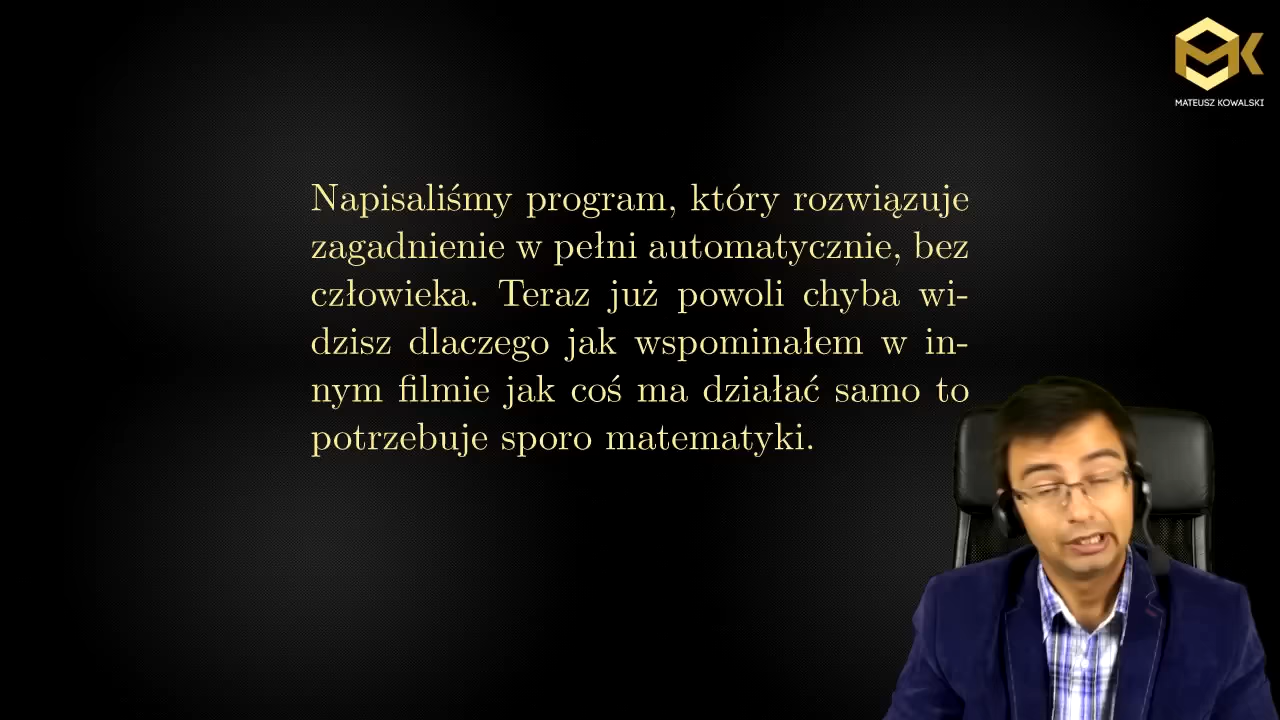 MATEUSZ KOWALSKI
Napisaliśmy program, który rozwiązuje
zagadnienie w pełni automatycznie, bez
człowieka. Teraz już powoli chyba wi-
dzisz dlaczego jak wspominałem w in-
nym filmie jak coś ma działać samo to
potrzebuje sporo matematyki.